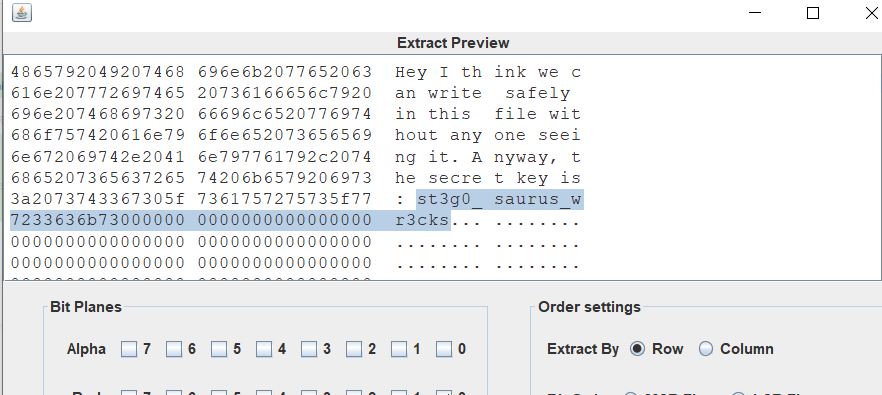 Extract Preview
4865792049207468 696e6b2077652063 Hey I th ink we c
616e207772697465 20736166656c7920 an write  safely
696e207468697320 66696c6520776974 in this  file wit
686f757420616e79 6f6e652073656569 hout any one seei
6e672069742e2041 6e797761792c2074 ng it. A nyway, t
6865207365637265 74206b6579206973 he secre t key is
3a2073743367305f 7361757275735f77 : st3g0_ saurus_w
7233636b73000000 0000000000000000 r3cks... ........
0000000000000000 0000000000000000 ........ ........
0000000000000000 0000000000000000 ........ ........
Bit Planes
Order settings
Alpha 7 6 5 4 3 2 1 0
Extract By Row Column